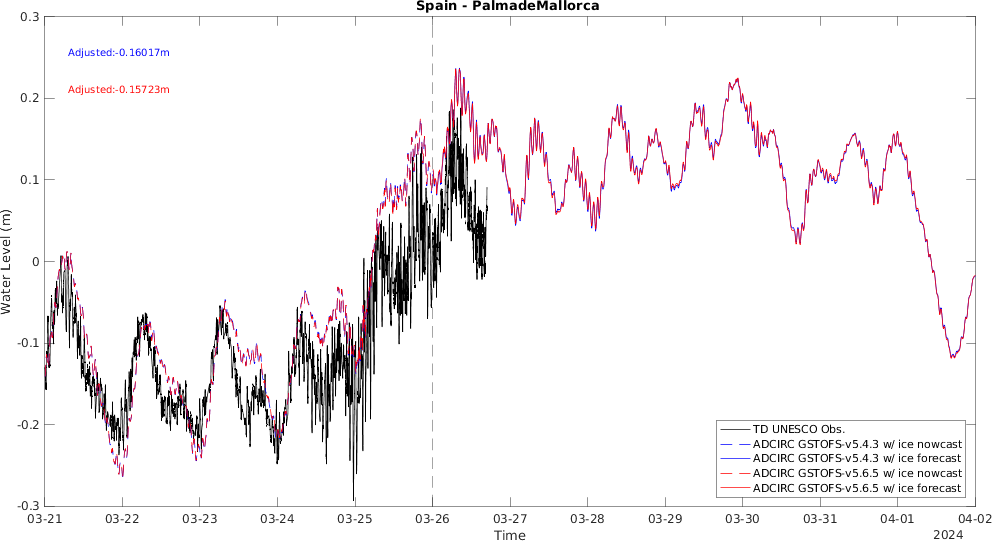 Spain - PalmadeMallorca
0.3
0.2
0.1
0
-0.1
-0.2
-0.3
Water Level (m)
Adjusted:-0.16017m
Adjusted:-0.15723m
TD UNESCO Obs.
ADCIRC GSTOFS-v5.4.3 w/ ice nowcast
ADCIRC GSTOFS-v5.4.3 w/ ice forecast
ADCIRC GSTOFS-v5.6.5 w/ ice nowcast
ADCIRC GSTOFS-v5.6.5 w/ ice forecast
03-21 03-22 03-23 03-24 03-25 03-26 03-27 03-28 03-29 03-30 03-31 04-01 04-02
Time
2024